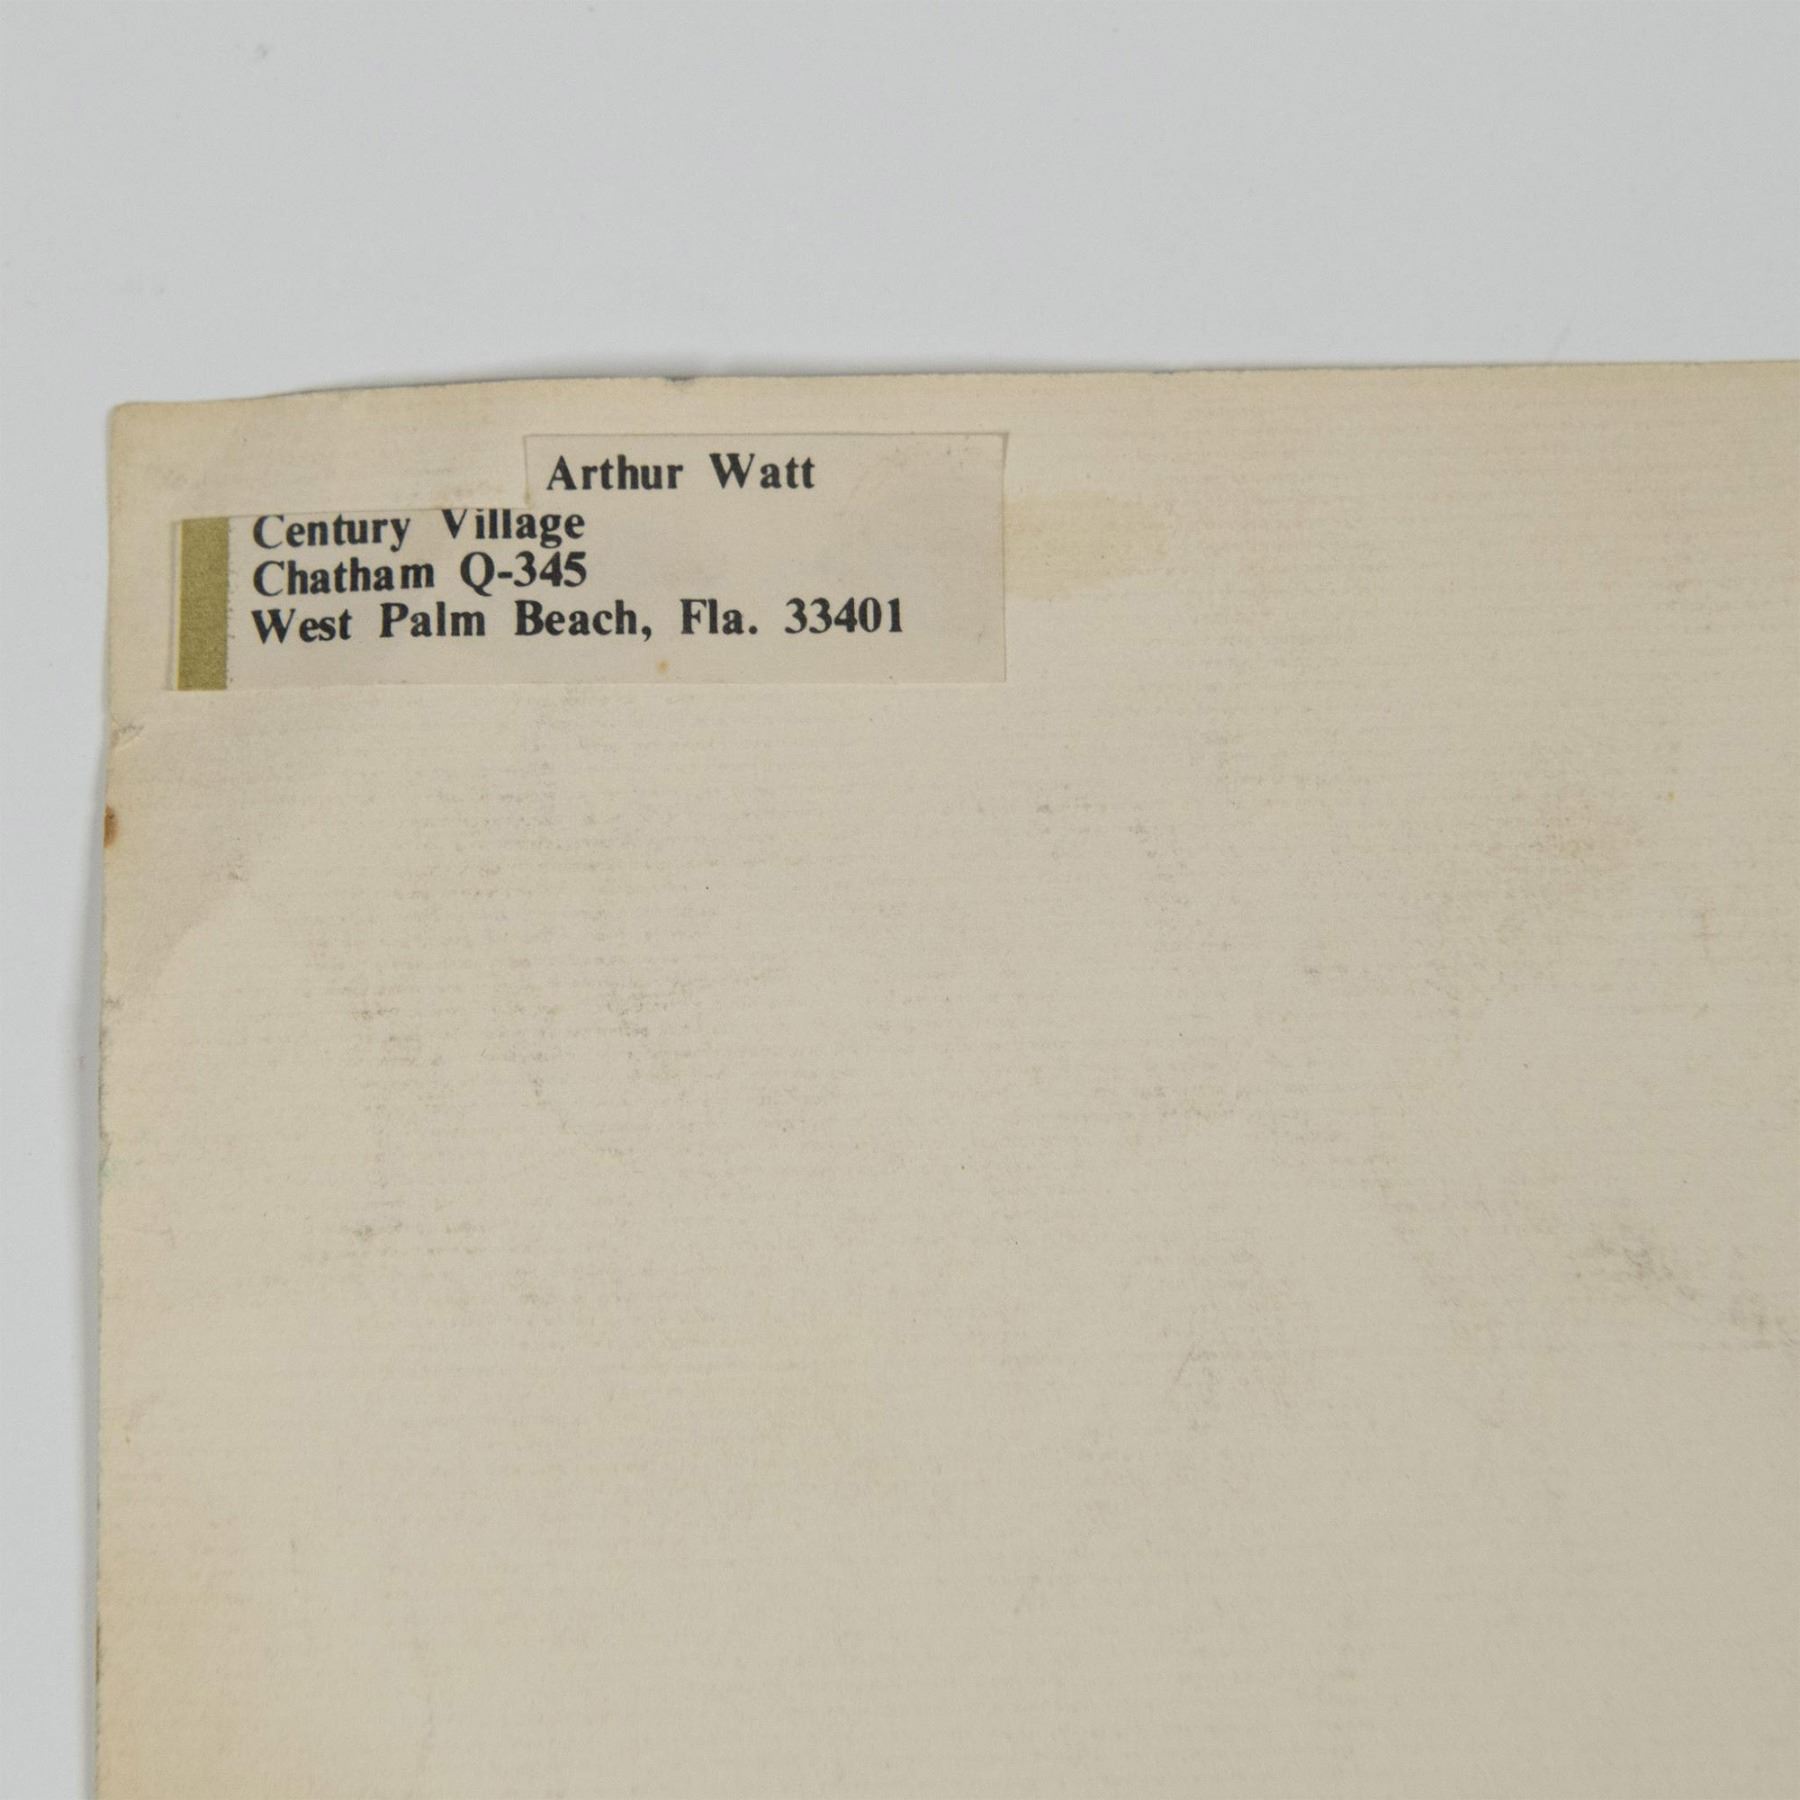 Arthur Watt
Century Village
Chatham Q-345
West Palm Beach, Fla. 33401